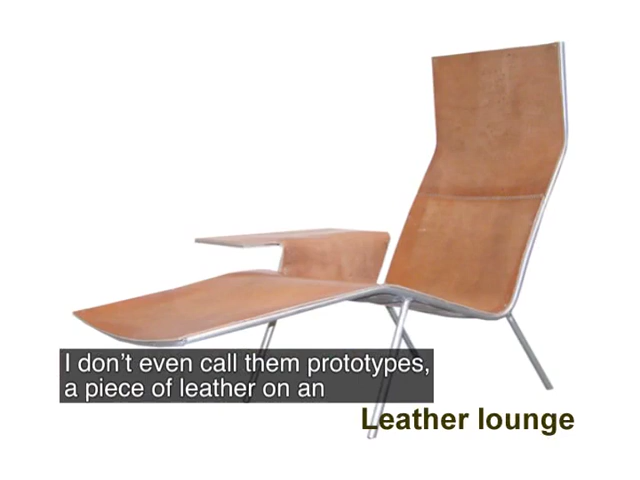 I don't even call them prototypes,
a piece of leather on an
Leather lounge